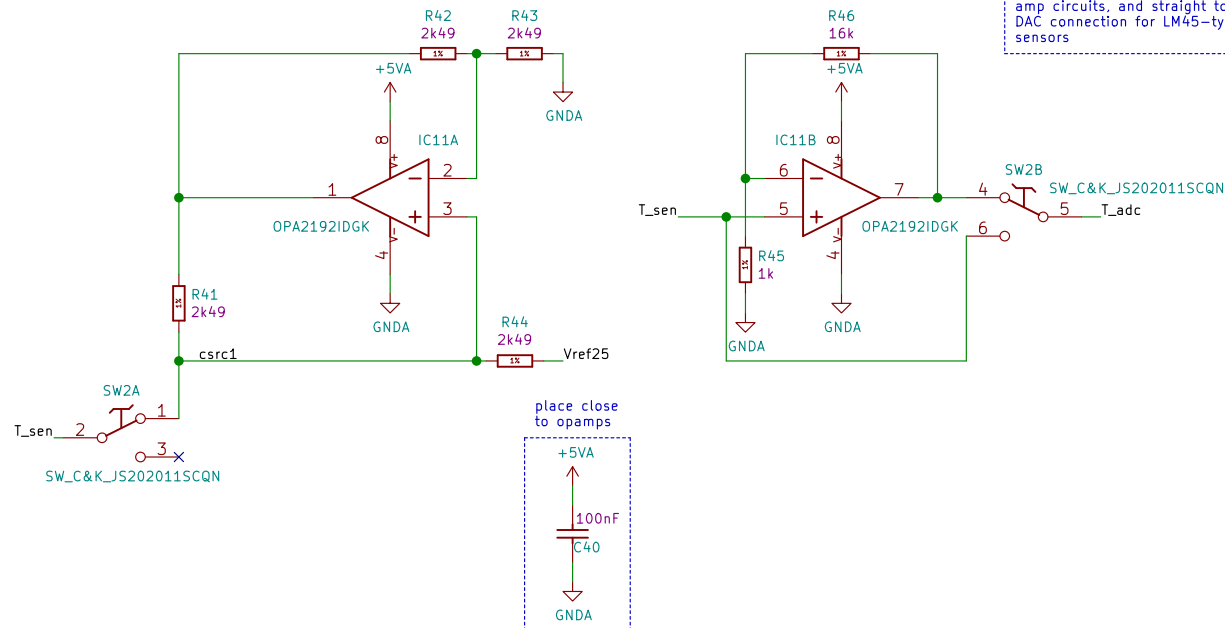 amp circuits, and straight to
DAC connection for LM45-ty
sensors
R42
2k49
1%
R43
2k49
1%
+5VA
GNDA
8
V+
IC11A
2
3
1
OPA2192IDGK
V-
4
GNDA
R41
2k49
1%
csrc1
R44
2k49
1%
Vref25
SW2A
T_sen
2
1
3
SW_C&K_JS202011SCQN
place close
to opamps
+5VA
100nF
C40
GNDA
R46
16k
1%
+5VA
8
V+
IC11B
6
5
7
T_sen
OPA2192IDGK
V-
4
GNDA
R45
1k
1%
GNDA
SW2B
SW_C&K_JS202011SCQN
4
5
6
T_adc